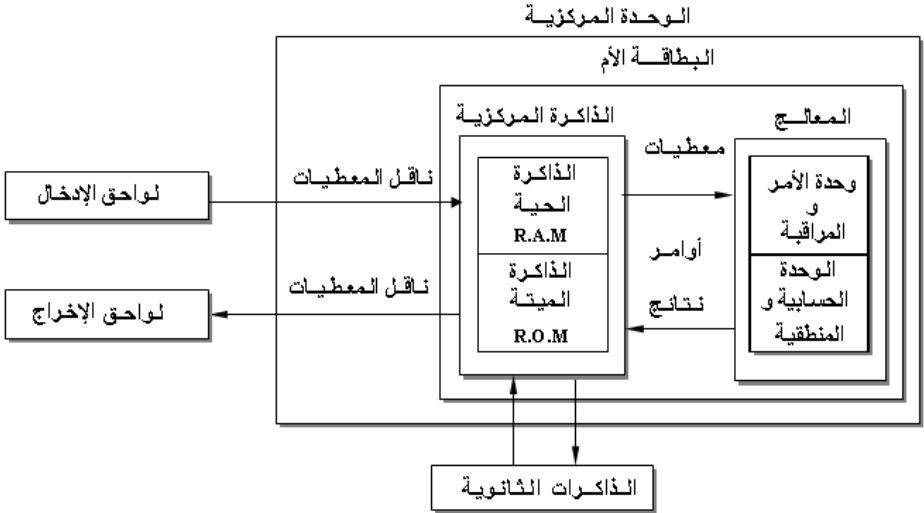 الوحدة المركزية
البطاقة الأم
الذاكرة المركزية
المعالج
لواحق الإدخال
ناقل المعطيات
الذاكرة
الحية
R.A.M
معطيات
وحدة الأمر
و
المراقبة
أوامر
لواحق الإخراج
ناقل المعطيات
الذاكرة
الميتة
R.O.M
نتائج
الوحدة
الحسابية و
المنطقية
الذاكرات الثانوية